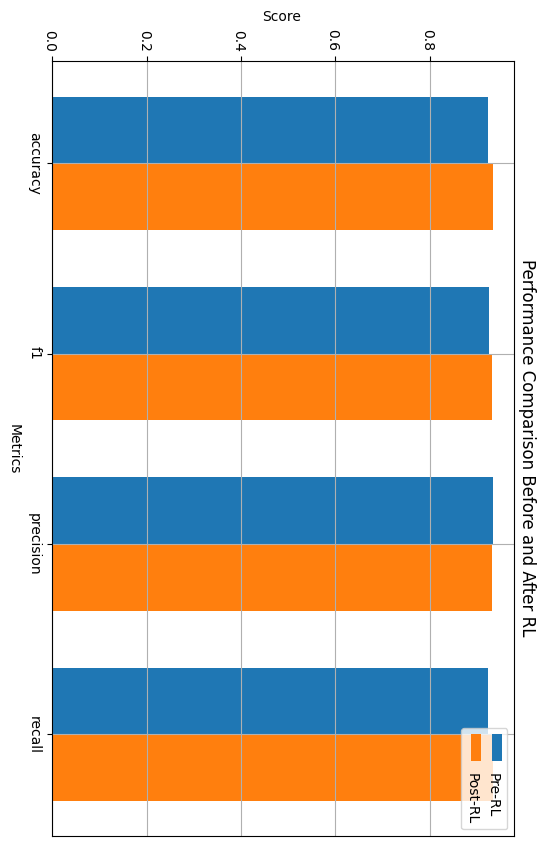 Performance Comparison Before and After RL
Score
0.8
0.6
0.4
0.2
0.0
accuracy
f1
precision
recall
Metrics
Pre-RL
Post-RL